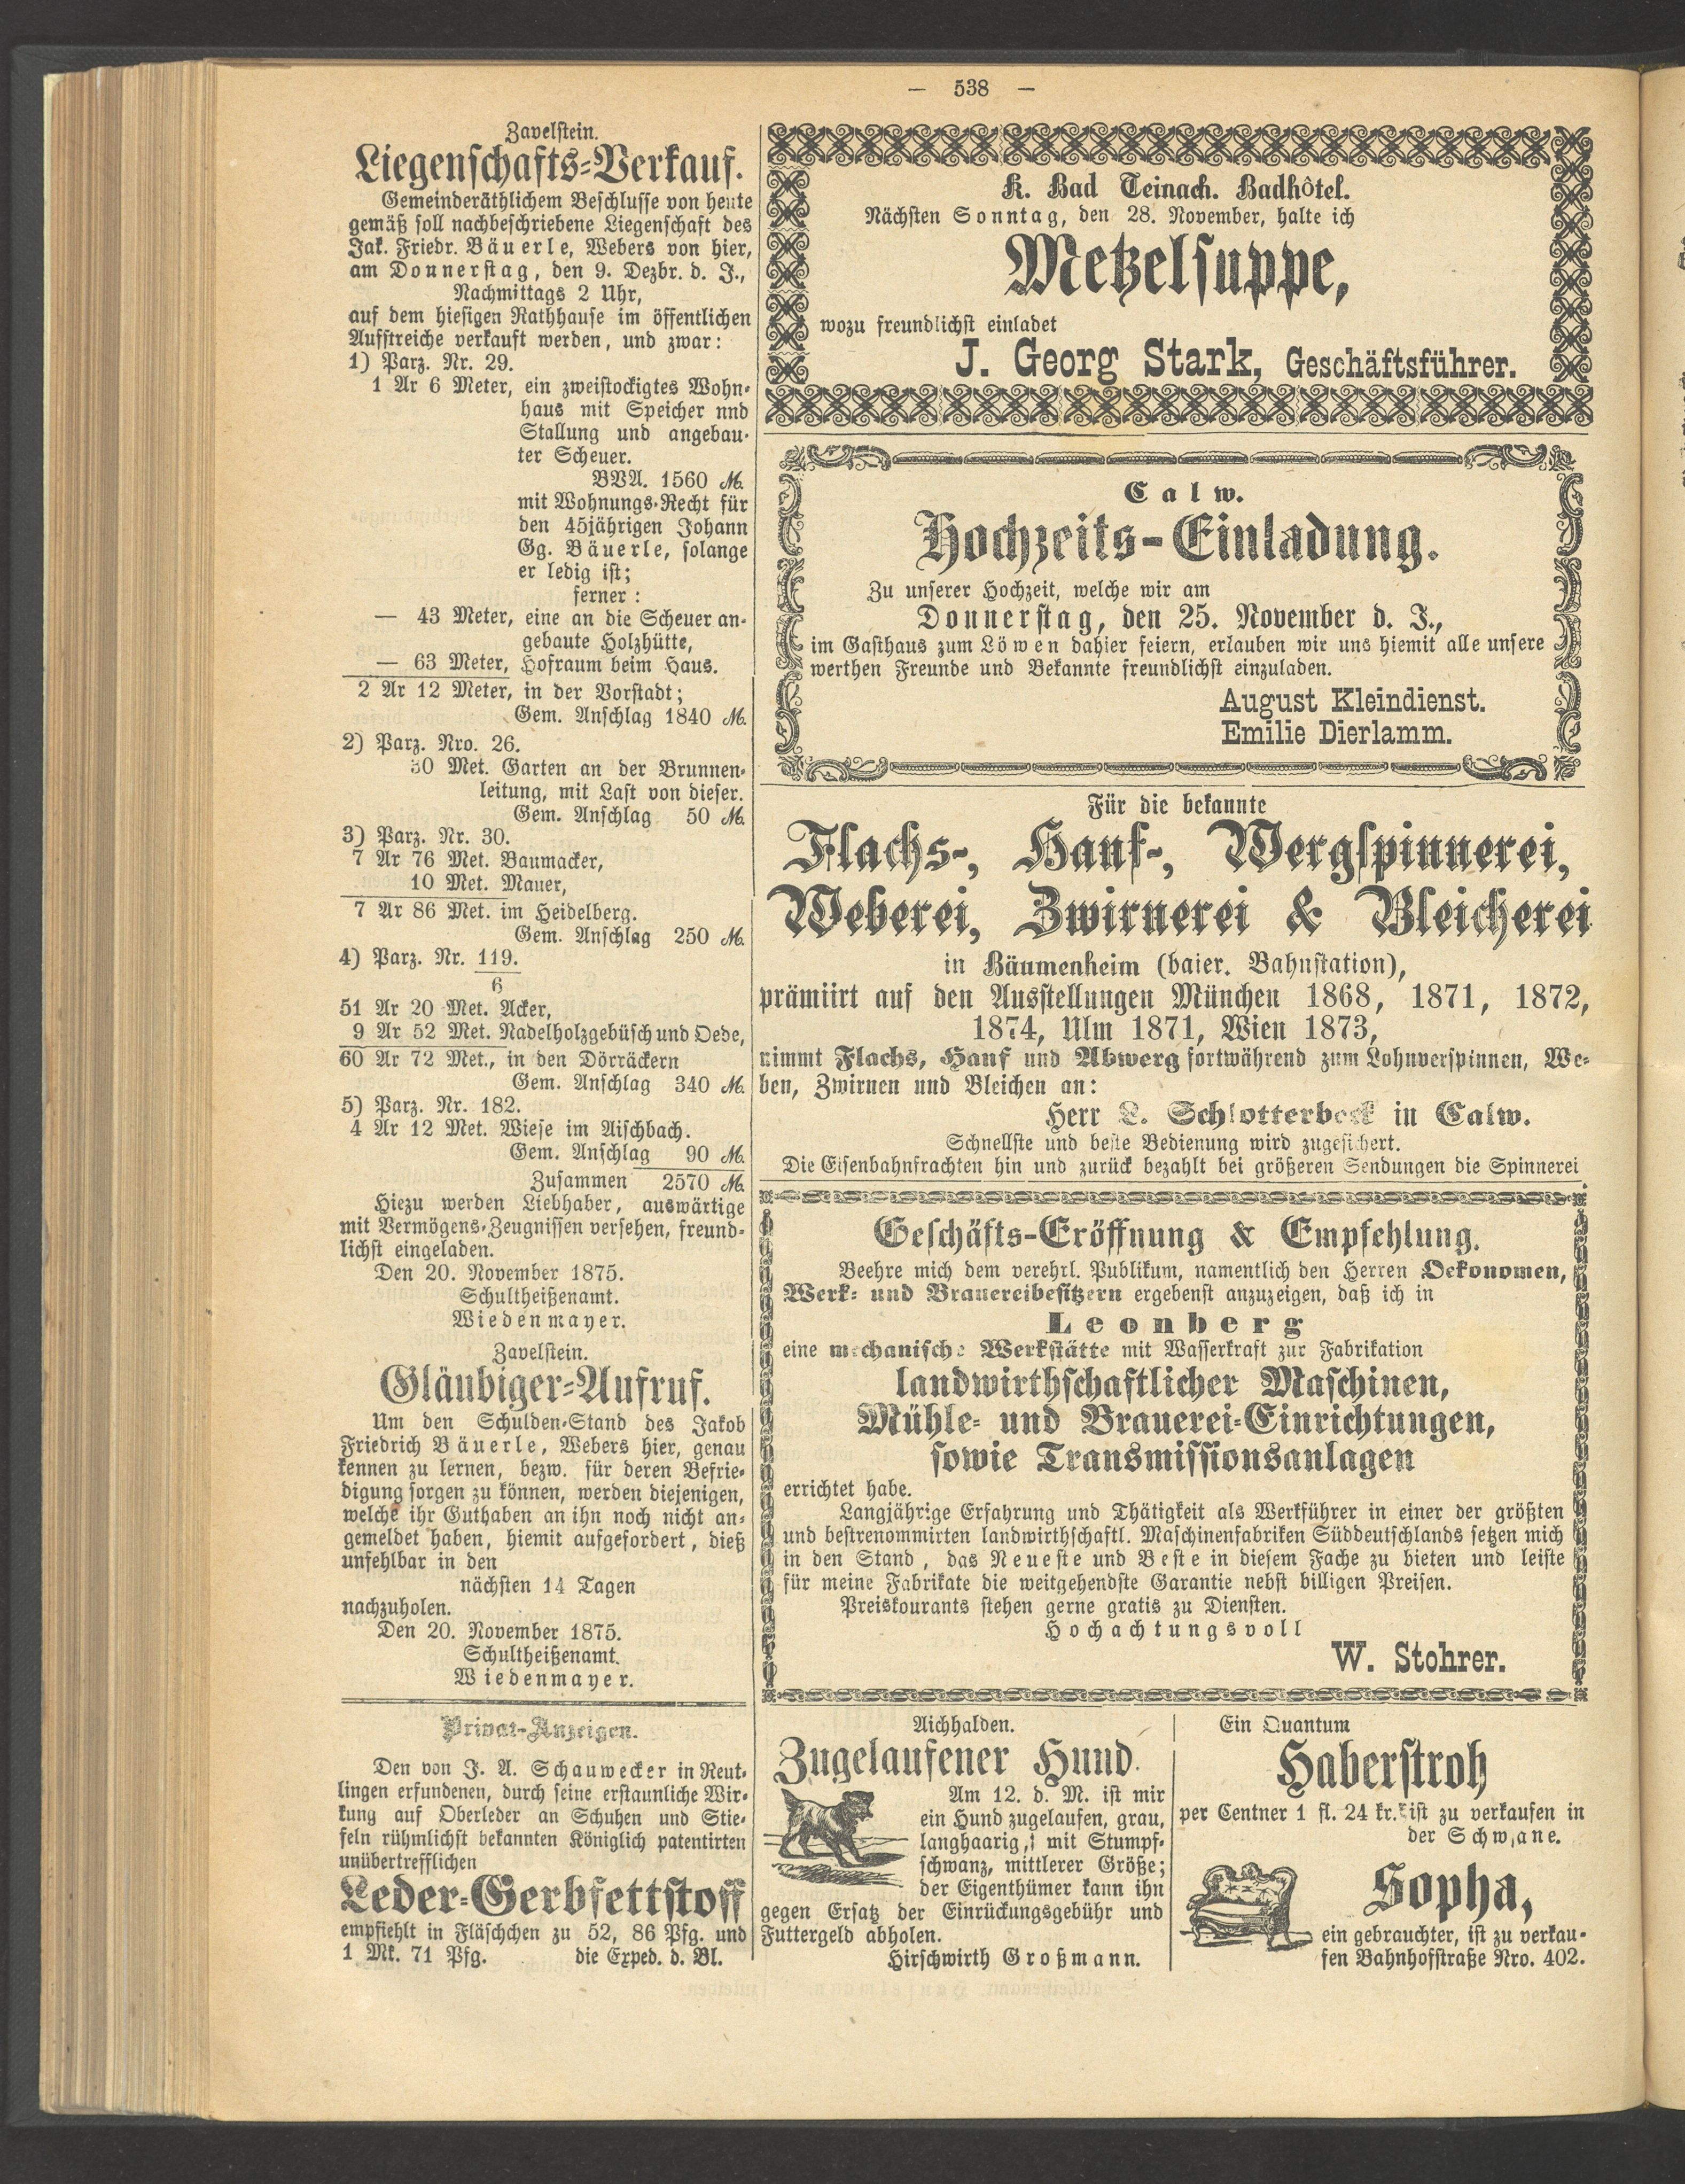 — 538 —
Zavelstein.
Liegenschafts-Verkauf.
Gemeinderäthlichem Beschlusse von heute
gemäß soll nachbeschriebene Liegenschaft des
Jak. Friedr. Bäuerle, Webers von hier,
am Donnerstag, den 9. Dezbr. d. J.,
Nachmittags 2 Uhr,
auf dem hiesigen Rathhause im öffentlichen
Aufstreiche verkauft werden, und zwar:
1) Parz. Nr. 29.
1 Ar 6 Meter, ein zweistockigtes Wohn-
haus mit Speicher nnd
Stallung und angebau-
ter Scheuer.
BVA. 1560 M.
mit Wohnungs-Recht für
den 45jährigen Johann
Gg. Bäuerle, solange
er ledig ist;
ferner:
— 43 Meter, eine an die Scheuer an-
gebaute Holzhütte,
— 63 Meter, Hofraum beim Haus.
2 Ar 12 Meter, in der Vorstadt;
Gem. Anschlag 1840 M.
2) Parz. Nro. 26.
30 Met. Garten an der Brunnen-
leitung, mit Last von dieser.
Gem. Anschlag 50 M.
3) Parz. Nr. 30.
7 Ar 76 Met. Baumacker,
10 Met. Mauer,
7 Ar 86 Met. im Heidelberg.
Gem. Anschlag 250 M.
4) Parz. Nr. 119.
6
51 Ar 20 Met. Acker,
9 Ar 52 Met. Nadelholzgebüsch und Oede,
60 Ar 72 Met., in den Dörräckern
Gem. Anschlag 340 M.
5) Parz. Nr. 182.
4 Ar 12 Met. Wiese im Aischbach.
Gem. Anschlag 90 M.
Zusammen 2570 M.
Hiezu werden Liebhaber, auswärtige
mit Vermögens-Zeugnissen versehen, freund-
lichst eingeladen.
Den 20. November 1875.
Schultheißenamt.
Wiedenmayer.
Zavelstein.
Gläubiger-Aufruf.
Um den Schulden-Stand des Jakob
Friedrich Bäuerle, Webers hier, genau
kennen zu lernen, bezw. für deren Befrie-
digung sorgen zu können, werden diejenigen,
welche ihr Guthaben an ihn noch nicht an-
gemeldet haben, hiemit aufgefordert, dieß
unfehlbar in den
nächsten 14 Tagen
nachzuholen.
Den 20. November 1875.
Schultheißenamt.
Wiedenmayer.
Privat-Anzeigen.
Den von J. A. Schauwecker in Reut-
lingen erfundenen, durch seine erstaunliche Wir-
kung auf Oberleder an Schuhen und Stie-
feln rühmlichst bekannten Königlich patentirten
unübertrefflichen
Leder-Gerbfettstoff
empfiehlt in Fläschchen zu 52, 86 Pfg. und
1 Mk. 71 Pfg. die Exped. d. Bl.
K. Bad Teinach. Badhôtel.
Nächsten Sonntag, den 28. November, halte ich
Metzelsuppe,
wozu freundlichst einladet
J. Georg Stark, Geschäftsführer.
Calw.
Hochzeits-Einladung.
Zu unserer Hochzeit, welche wir am
Donnerstag, den 25. November d. J.,
im Gasthaus zum Löwen dahier feiern, erlauben wir uns hiemit alle unsere
werthen Freunde und Bekannte freundlichst einzuladen.
August Kleindienst.
Emilie Dierlamm.
Für die bekannte
Flachs-, Hanf-, Wergspinnerei,
Weberei, Zwirnerei & Bleicherei
in Bäumenheim (baier. Bahnstation),
prämiirt auf den Ausstellungen München 1868, 1871, 1872,
1874, Ulm 1871, Wien 1873,
nimmt Flachs, Hanf und Abwerg fortwährend zum Lohnverspinnen, We-
ben, Zwirnen und Bleichen an:
Herr L. Schlotterbeck in Calw.
Schnellste und beste Bedienung wird zugesichert.
Die Eisenbahnfrachten hin und zurück bezahlt bei größeren Sendungen die Spinnerei
Geschäfts-Eröffnung & Empfehlung.
Beehre mich dem verehrl. Publikum, namentlich den Herren Oekonomen,
Werk- und Brauereibesitzern ergebenst anzuzeigen, daß ich in
Leonberg
eine mechanische Werkstätte mit Wasserkraft zur Fabrikation
landwirthschaftlicher Maschinen,
Mühle- und Brauerei-Einrichtungen,
sowie Transmissionsanlagen
errichtet habe.
Langjährige Erfahrung und Thätigkeit als Werkführer in einer der größten
und bestrenommirten landwirthschaftl. Maschinenfabriken Süddeutschlands setzen mich
in den Stand, das Neueste und Beste in diesem Fache zu bieten und leiste
für meine Fabrikate die weitgehendste Garantie nebst billigen Preisen.
Preiskourants stehen gerne gratis zu Diensten.
Hochachtungsvoll
W. Stohrer.
Aichhalden.
Zugelaufener Hund.
Am 12. d. M. ist mir
ein Hund zugelaufen, grau,
langhaarig, mit Stumpf-
schwanz, mittlerer Größe;
der Eigenthümer kann ihn
gegen Ersatz der Einrückungsgebühr und
Futtergeld abholen.
Hirschwirth Großmann.
Ein Quantum
Haberstroh
per Centner 1 fl. 24 kr. ist zu verkaufen in
der Schwane.
Sopha,
ein gebrauchter, ist zu verkau-
fen Bahnhofstraße Nro. 402.